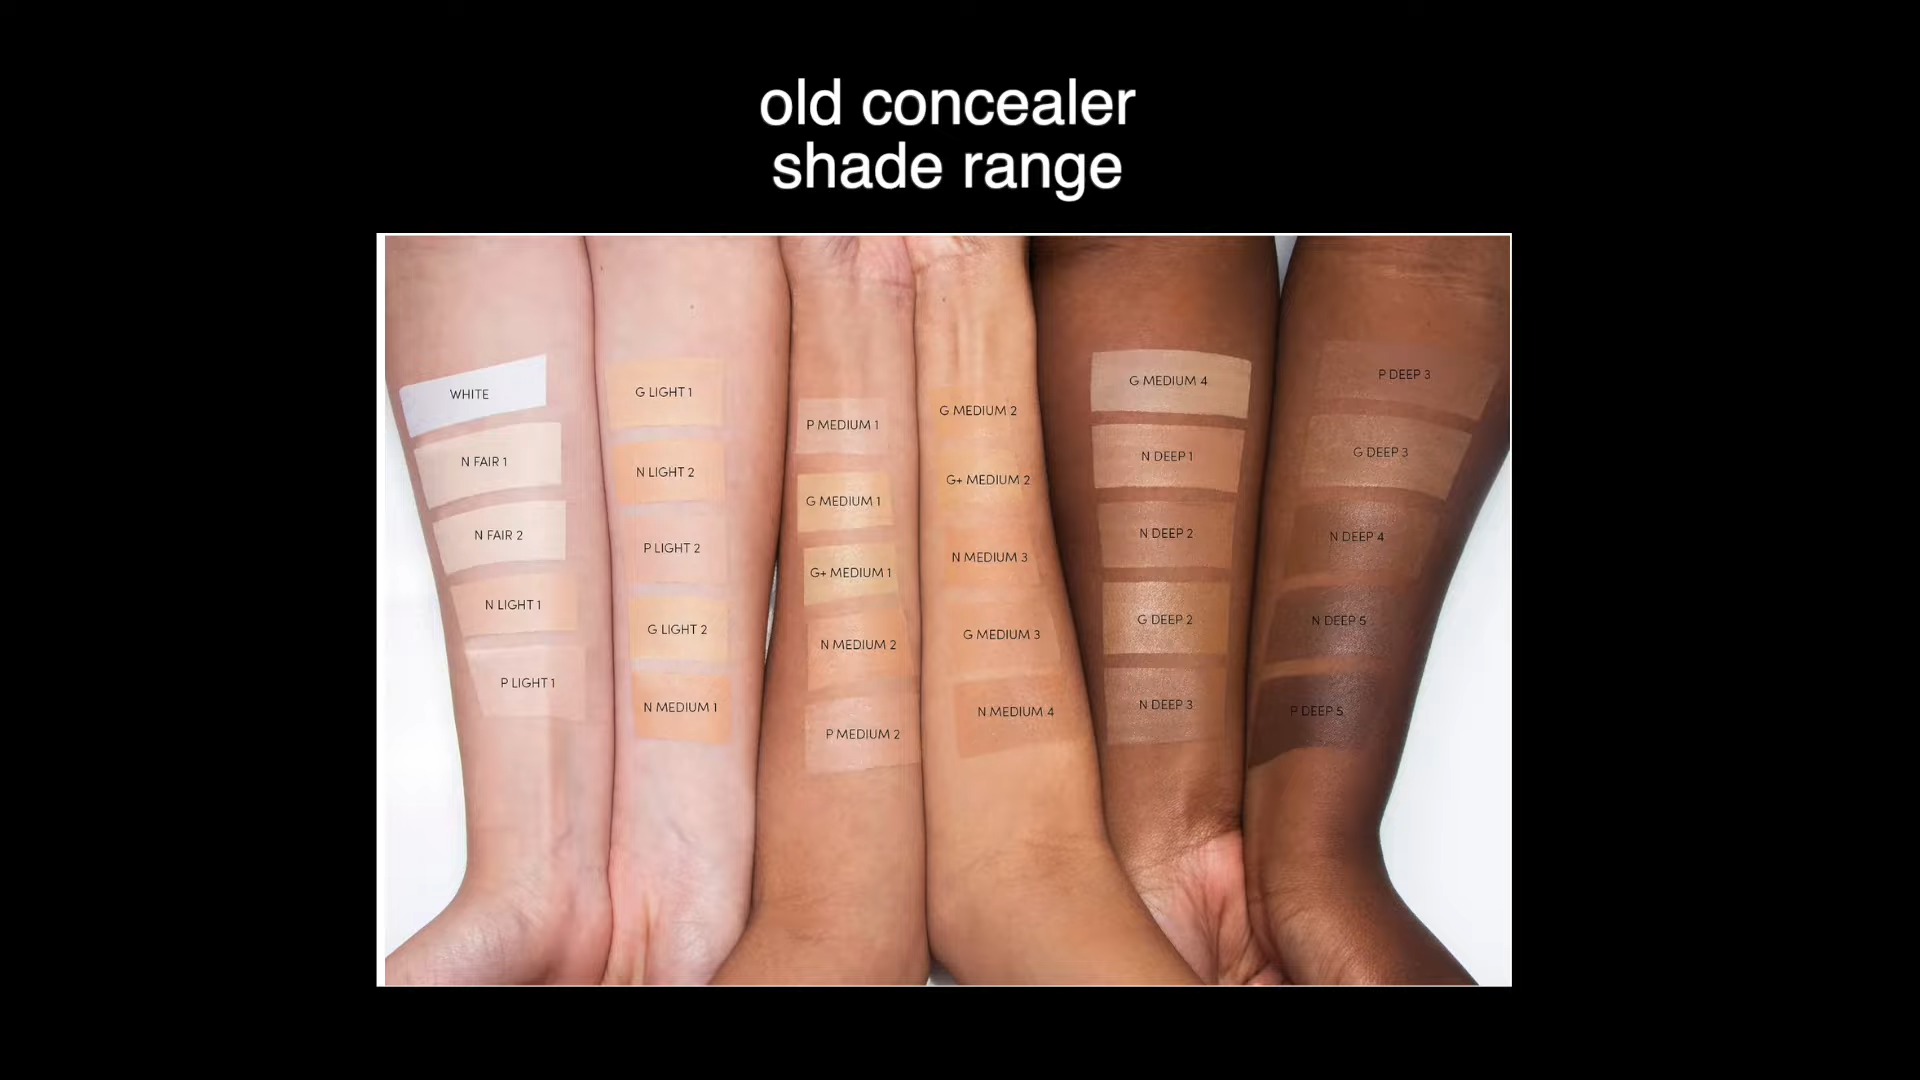 old concealer
shade range
WHITE
N FAIR 1
N FAIR 2
N LIGHT 1
P LIGHT 1
G LIGHT 1
N LIGHT 2
P LIGHT 2
G LIGHT 2
N MEDIUM 1
P MEDIUM 1
G MEDIUM 1
G+ MEDIUM 1
N MEDIUM 2
P MEDIUM 2
G MEDIUM 2
G+ MEDIUM 2
N MEDIUM 3
G MEDIUM 3
N MEDIUM 4
G MEDIUM 4
N DEEP 1
N DEEP 2
G DEEP 2
N DEEP 3
P DEEP 3
G DEEP 3
N DEEP 4
N DEEP 5
P DEEP 5